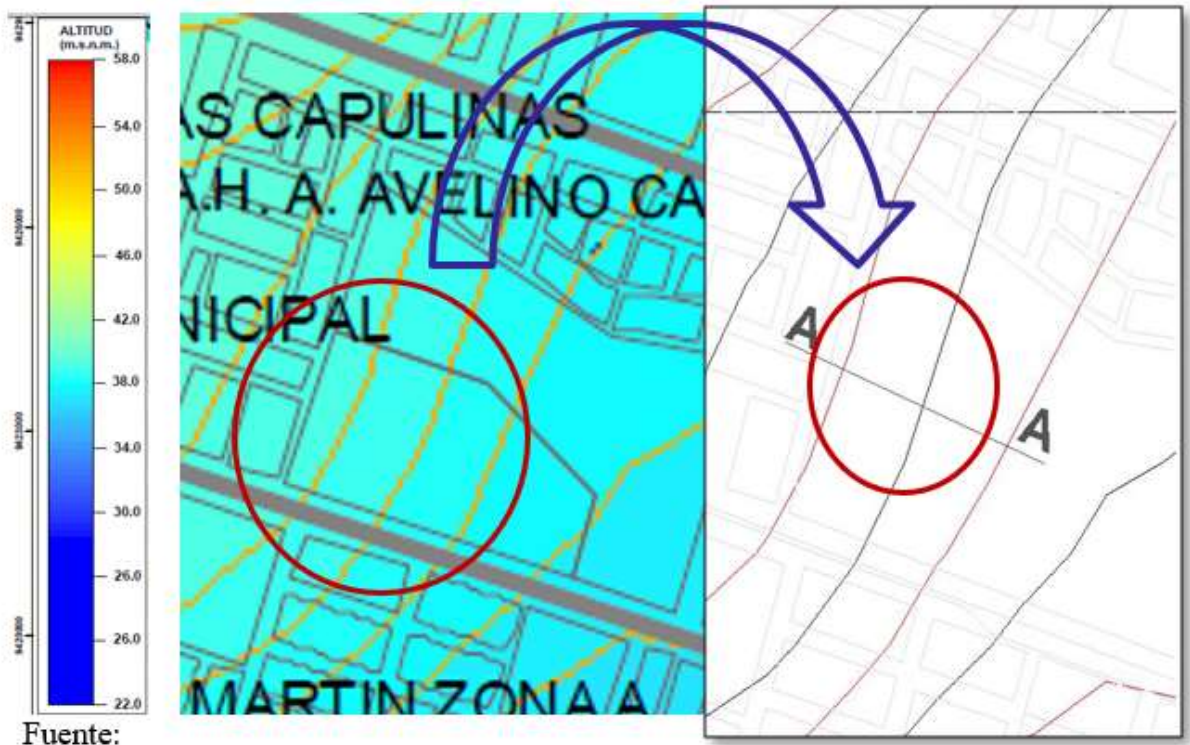 ALTITUD
(m.s.n.m.)
58.0
54.0
50.0
46.0
42.0
38.0
34.0
30.0
26.0
26.0
22.0
AS CAPULINAS
A.H. A. AVELINO CA
NICIPAL
MARTIN ZONA A
A
A
Fuente: